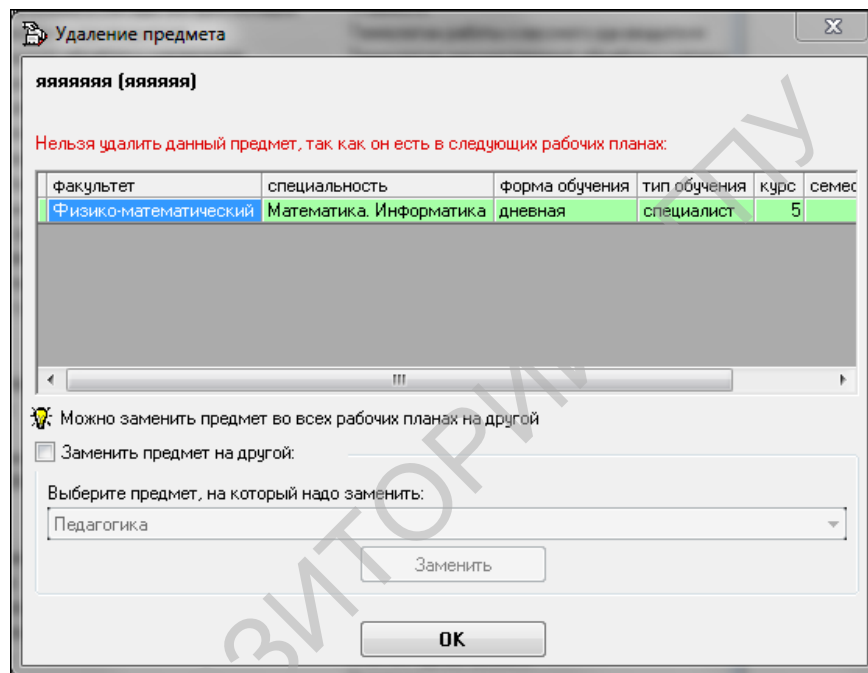 Удаление предмета
яяяяяяя (яяяяяя)
Нельзя удалить данный предмет, так как он есть в следующих рабочих планах:
факультет специальность форма обучения тип обучения курс семес
Физико-математический Математика. Информатика дневная специалист 5
Можно заменить предмет во всех рабочих планах на другой
Заменить предмет на другой:
Выберите предмет, на который надо заменить:
Педагогика
Заменить
ОК